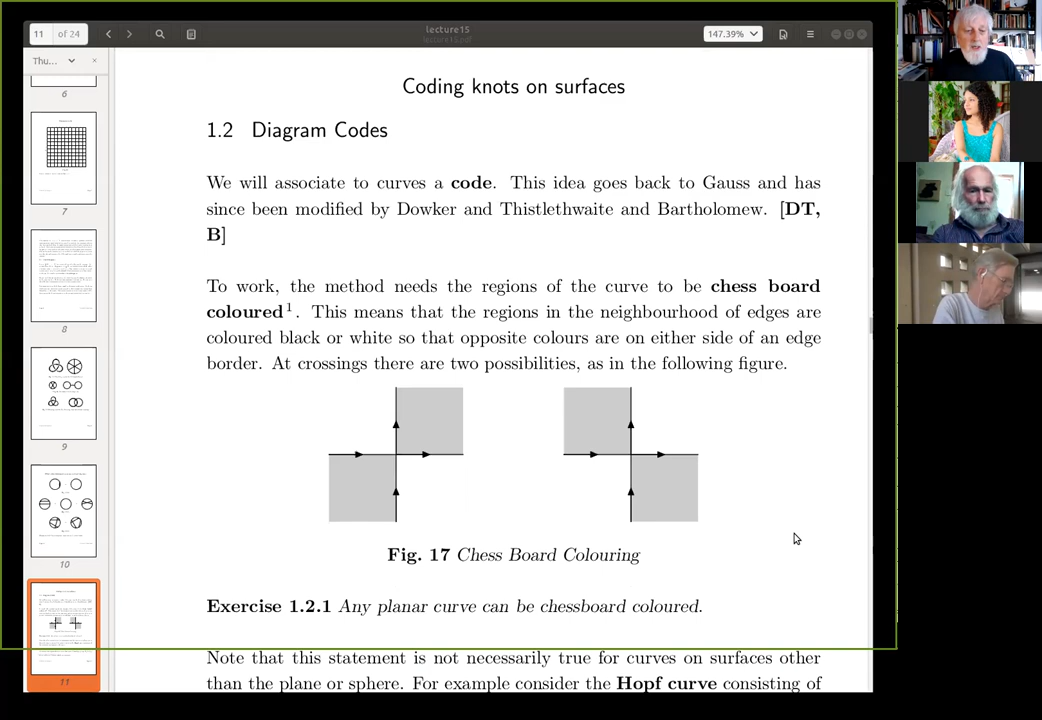 11 of 24
lecture15
lecture15.pdf
147.39%
Thu...
6
7
8
9
10
11
Coding knots on surfaces
1.2 Diagram Codes
We will associate to curves a code. This idea goes back to Gauss and has
since been modified by Dowker and Thistlethwaite and Bartholomew. [DT,
B]
To work, the method needs the regions of the curve to be chess board
coloured1. This means that the regions in the neighbourhood of edges are
coloured black or white so that opposite colours are on either side of an edge
border. At crossings there are two possibilities, as in the following figure.
Fig. 17 Chess Board Colouring
Exercise 1.2.1 Any planar curve can be chessboard coloured.
Note that this statement is not necessarily true for curves on surfaces other
than the plane or sphere. For example consider the Hopf curve consisting of